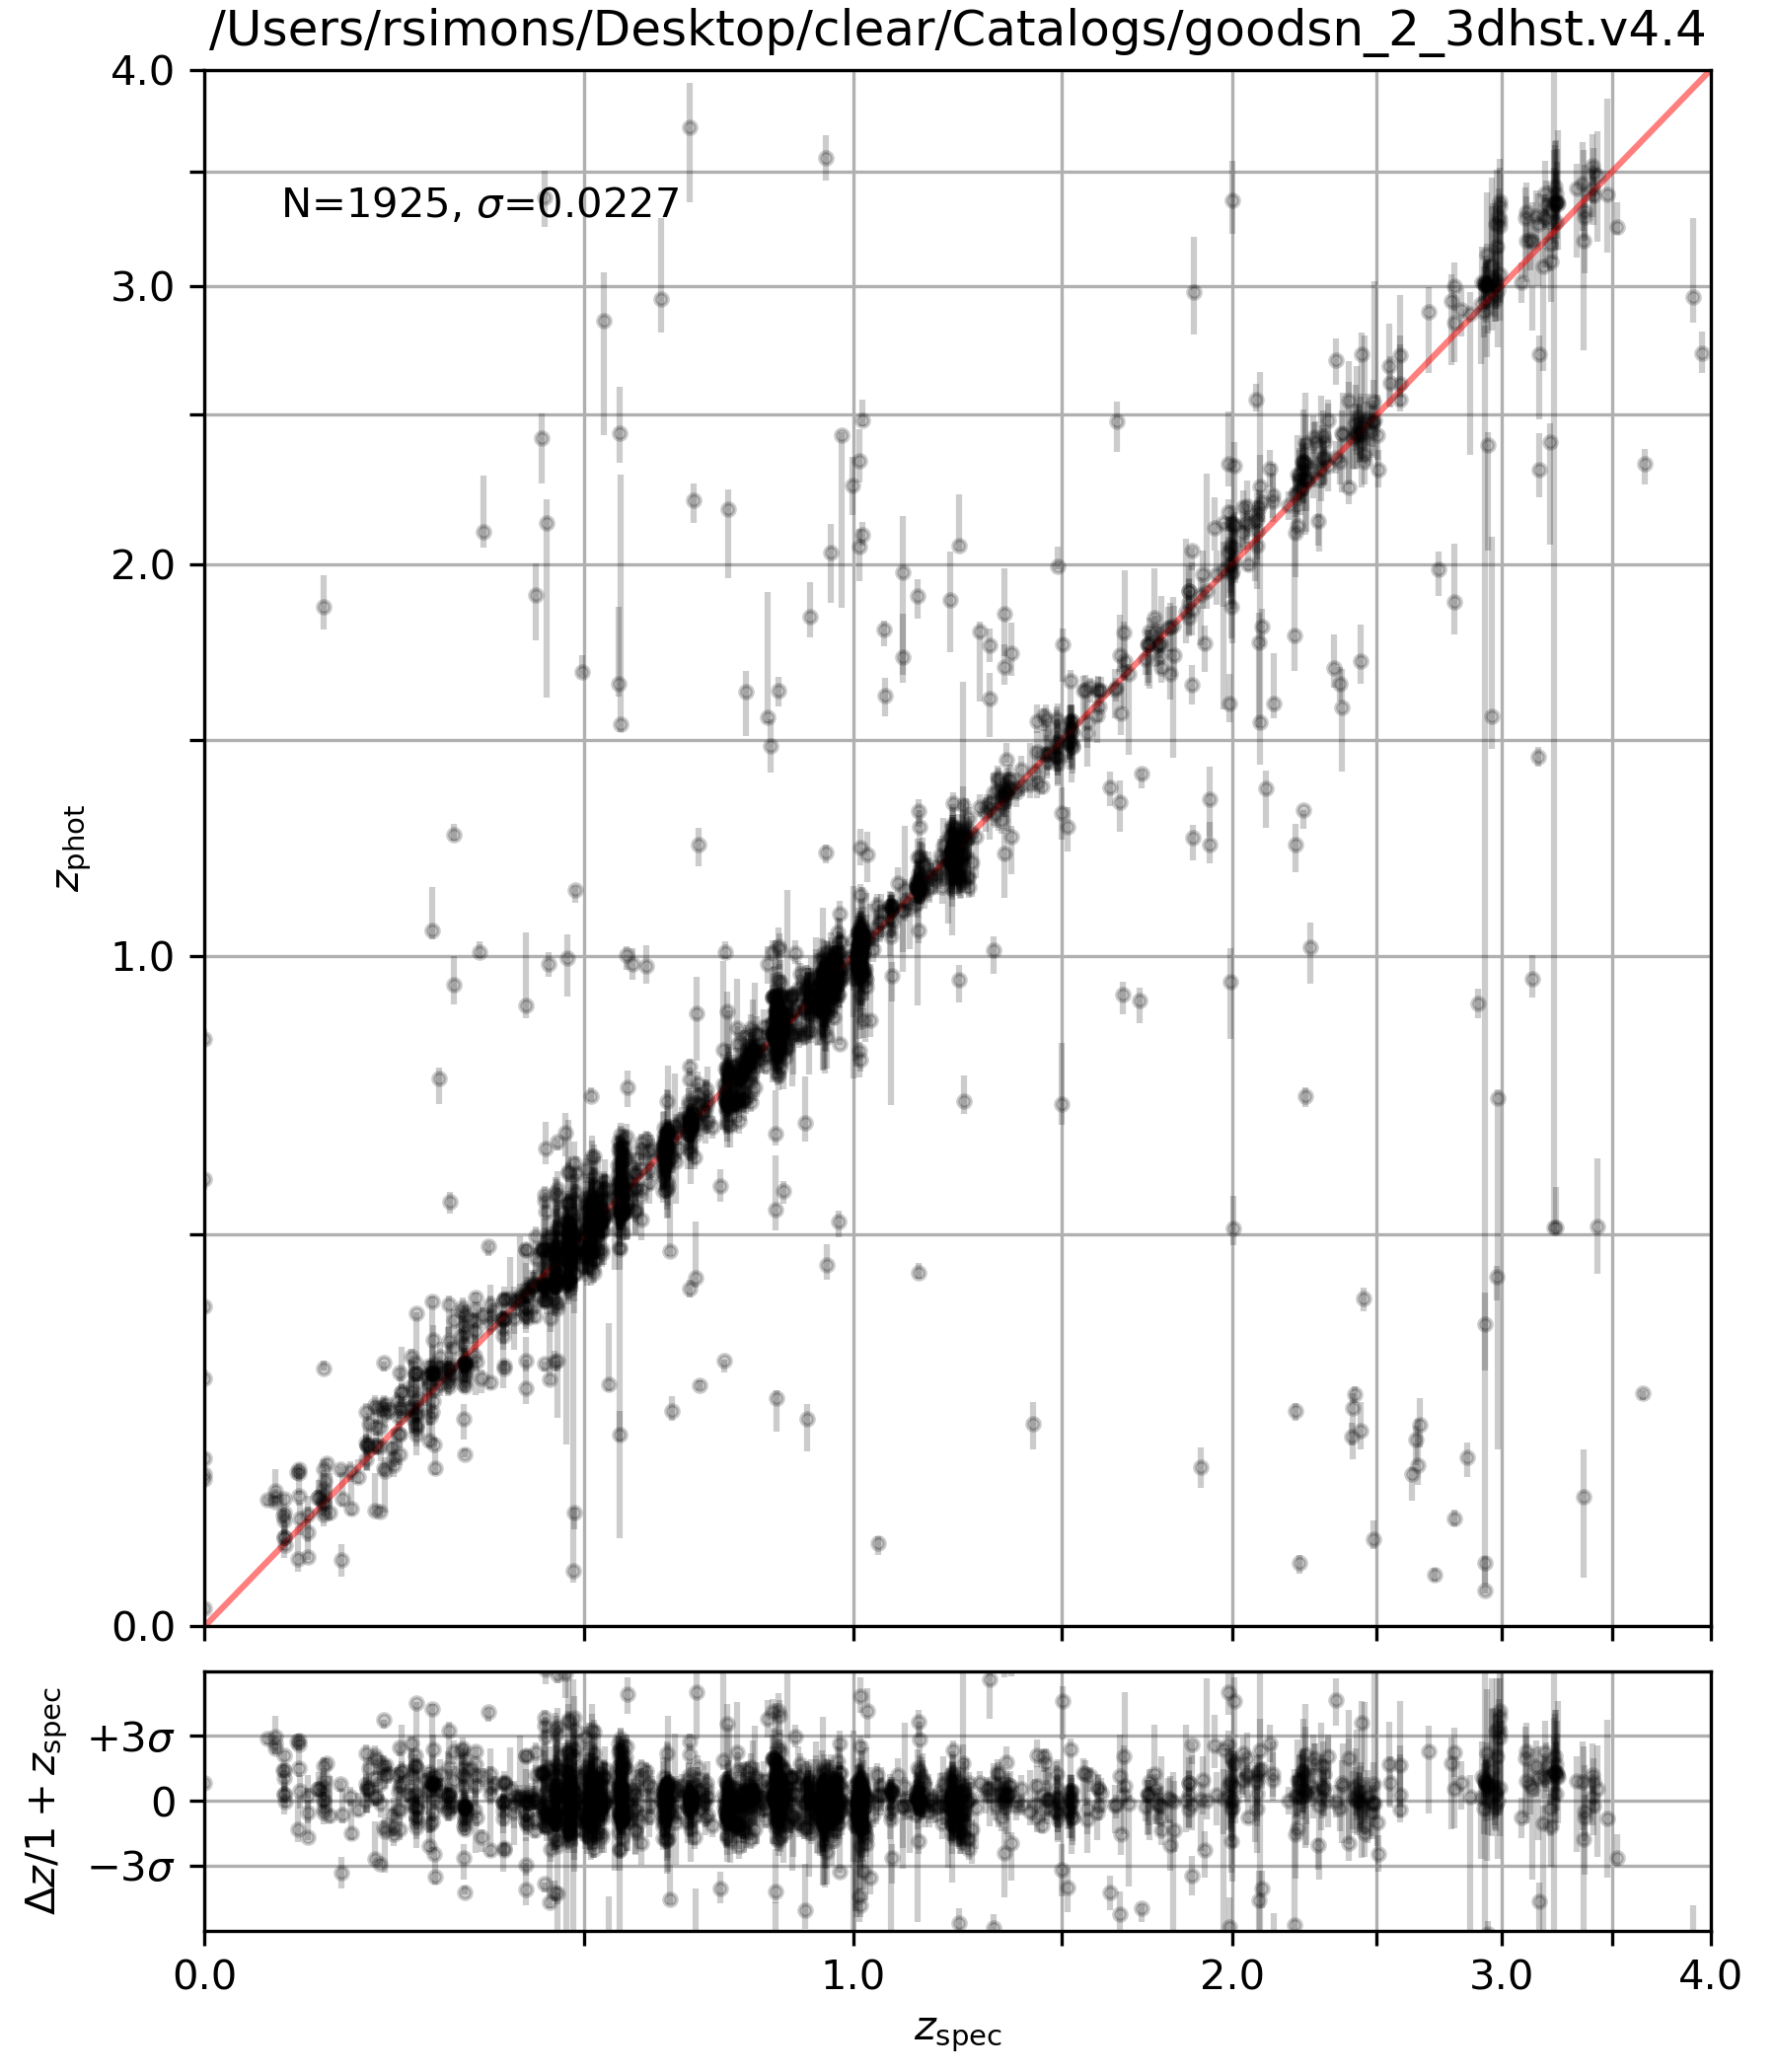 /Users/rsimons/Desktop/clear/Catalogs/goodsn_2_3dhst.v4.4
4.0
N=1925, σ=0.0227
3.0
2.0
z_phot
1.0
0.0
+3σ
0
−3σ
Δz/1 + z_spec
0.0 1.0 2.0 3.0 4.0
z_spec